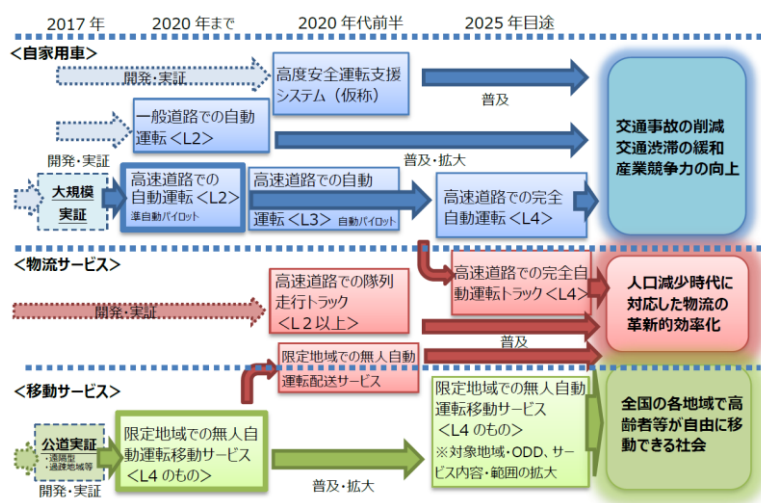 2017年
2020年まで
2020年代前半
2025年目途
<自家用車>
開発・実証
高度安全運転支援
システム（仮称）
普及
一般道路での自動
運転<L2>
開発・実証
普及・拡大
大規模
実証
高速道路での
自動運転<L2>
準自動パイロット
高速道路での自動
運転<L3> 自動パイロット
高速道路での完全
自動運転<L4>
交通事故の削減
交通渋滞の緩和
産業競争力の向上
<物流サービス>
開発・実証
高速道路での隊列
走行トラック
<L2以上>
高速道路での完全自
動運転トラック<L4>
普及
限定地域での無人自動
運転配送サービス
人口減少時代に
対応した物流の
革新的効率化
<移動サービス>
公道実証
・遠隔型
・過疎地域等
開発・実証
限定地域での無人自
動運転移動サービス
<L4のもの>
普及・拡大
限定地域での無人自動
運転移動サービス
<L4のもの>
※対象地域・ODD、サー
ビス内容・範囲の拡大
全国の各地域で高
齢者等が自由に移
動できる社会